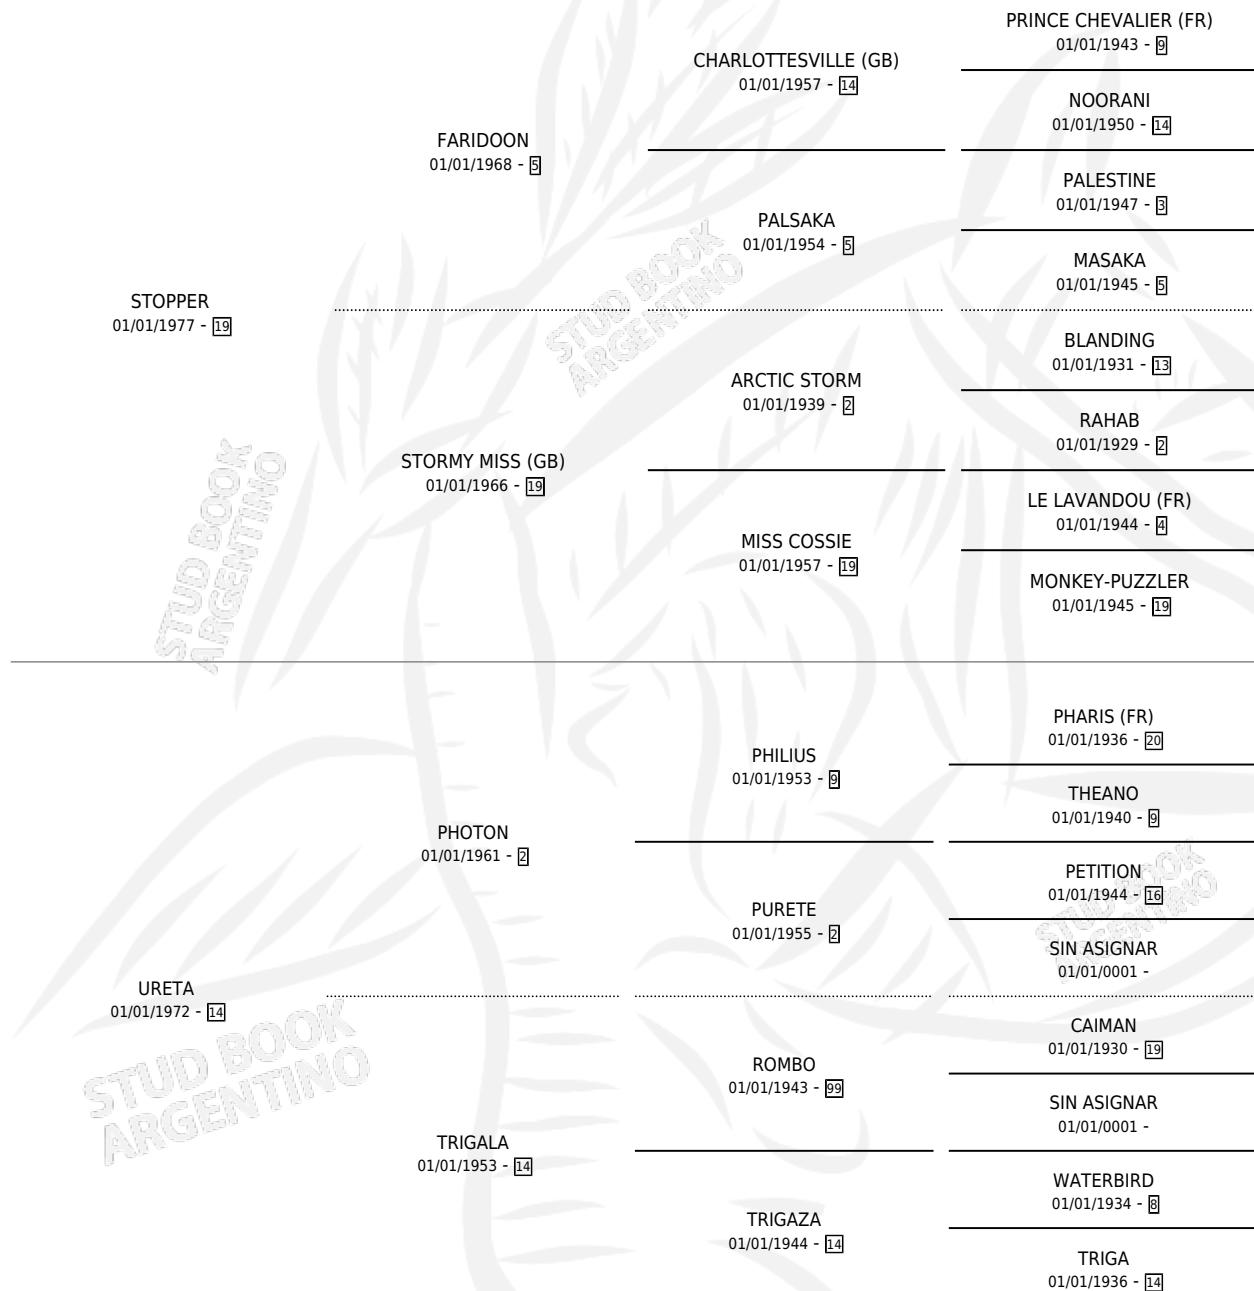 PRINCE CHEVALIER (FR)
01/01/1943 - 9
CHARLOTTESVILLE (GB)
01/01/1957 - 14
NOORANI
01/01/1950 - 14
FARIDOON
01/01/1968 - 5
PALESTINE
01/01/1947 - 3
PALSAKA
01/01/1954 - 5
MASAKA
01/01/1945 - 5
STOPPER
01/01/1977 - 19
BLANDING
01/01/1931 - 13
ARCTIC STORM
01/01/1939 - 2
RAHAB
01/01/1929 - 2
STORMY MISS (GB)
01/01/1966 - 19
LE LAVANDOU (FR)
01/01/1944 - 4
MISS COSSIE
01/01/1957 - 19
MONKEY-PUZZLER
01/01/1945 - 19
PHARIS (FR)
01/01/1936 - 20
PHILIUS
01/01/1953 - 9
THEANO
01/01/1940 - 9
PHOTON
01/01/1961 - 2
PETITION
01/01/1944 - 16
PURETE
01/01/1955 - 2
SIN ASIGNAR
01/01/0001 -
URETA
01/01/1972 - 14
CAIMAN
01/01/1930 - 19
ROMBO
01/01/1943 - 99
SIN ASIGNAR
01/01/0001 -
TRIGALA
01/01/1953 - 14
WATERBIRD
01/01/1934 - 8
TRIGAZA
01/01/1944 - 14
TRIGA
01/01/1936 - 14
STUD BOOK
ARGENTINO
STUD BOOK
ARGENTINO
STUD BOOK
ARGENTINO
STUD BOOK
ARGENTINO